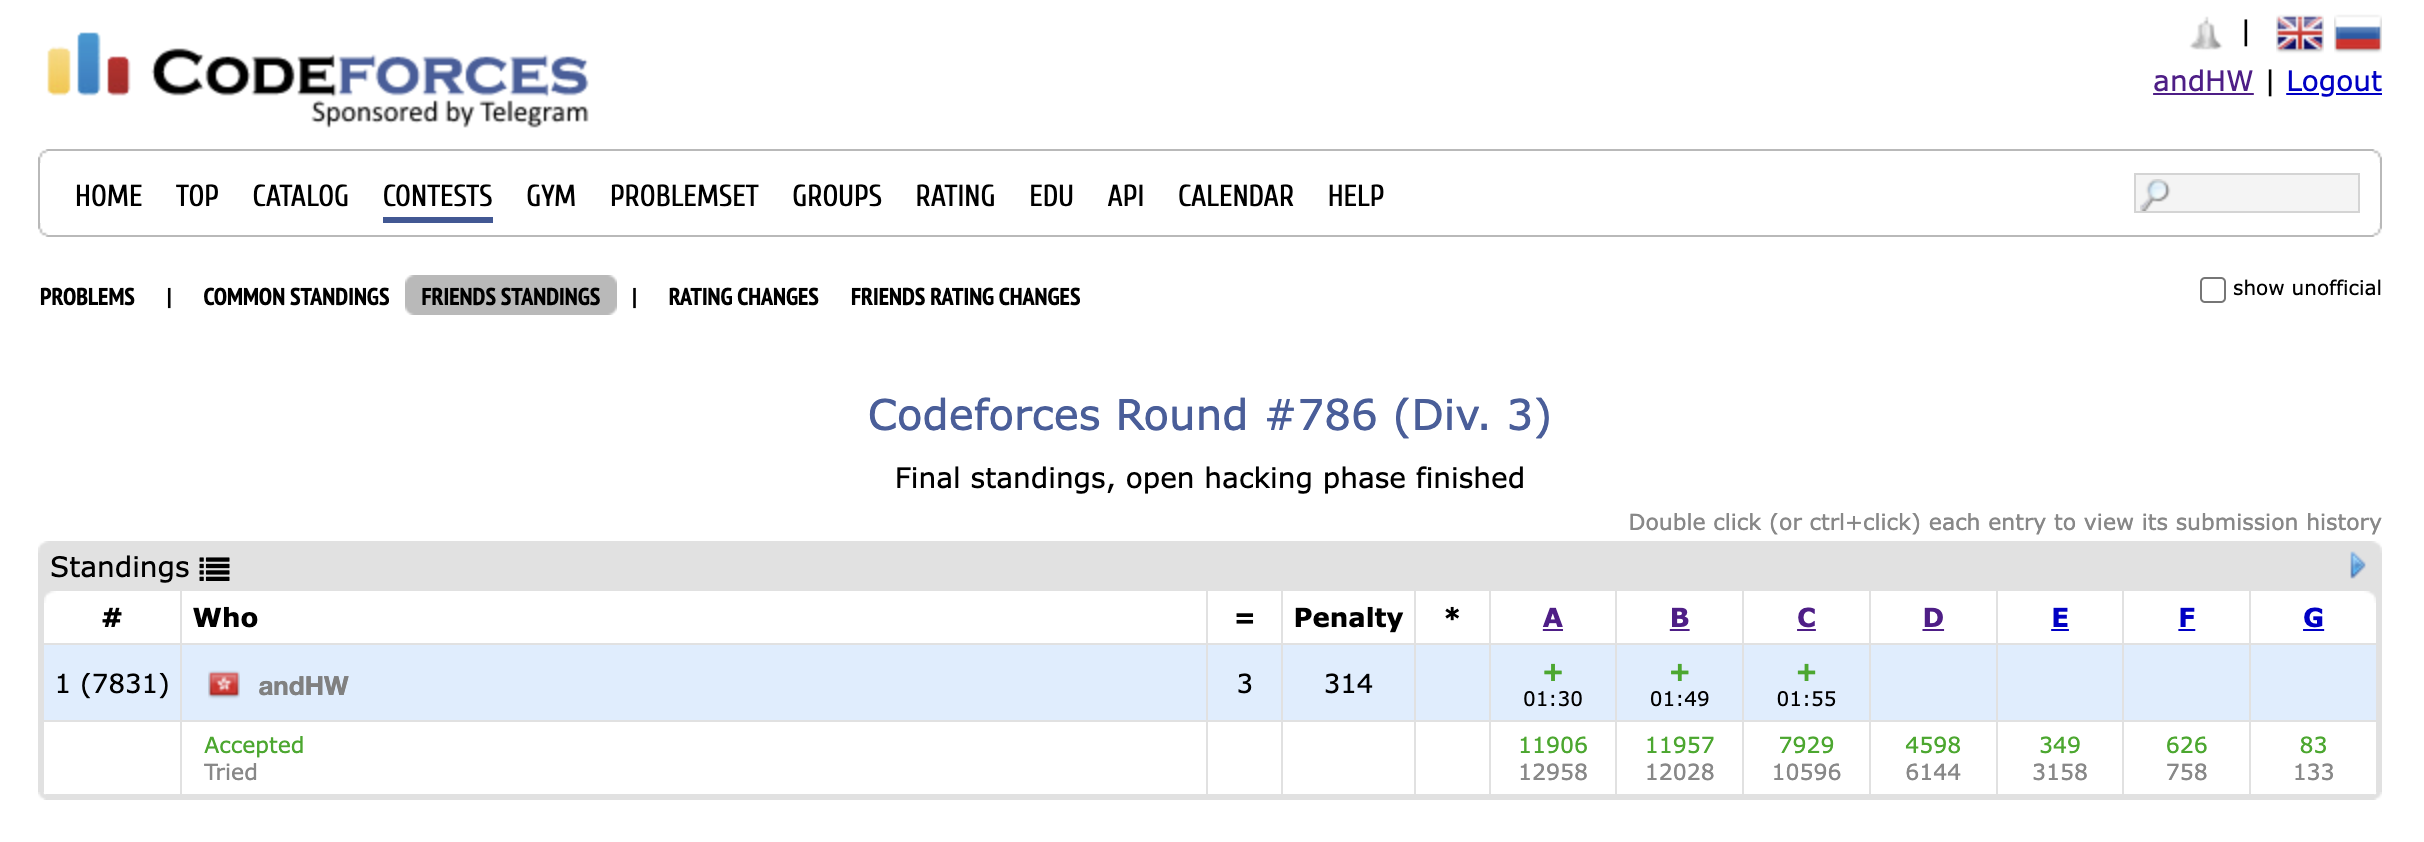 CODEFORCES
Sponsored by Telegram
|
andHW | Logout
HOME TOP CATALOG CONTESTS GYM PROBLEMSET GROUPS RATING EDU API CALENDAR HELP
PROBLEMS | COMMON STANDINGS FRIENDS STANDINGS | RATING CHANGES FRIENDS RATING CHANGES
show unofficial
Codeforces Round #786 (Div. 3)
Final standings, open hacking phase finished
Double click (or ctrl+click) each entry to view its submission history
Standings
# Who = Penalty * A B C D E F G
1 (7831) andHW 3 314 + + +
01:30 01:49 01:55
Accepted 11906 11957 7929 4598 349 626 83
Tried 12958 12028 10596 6144 3158 758 133